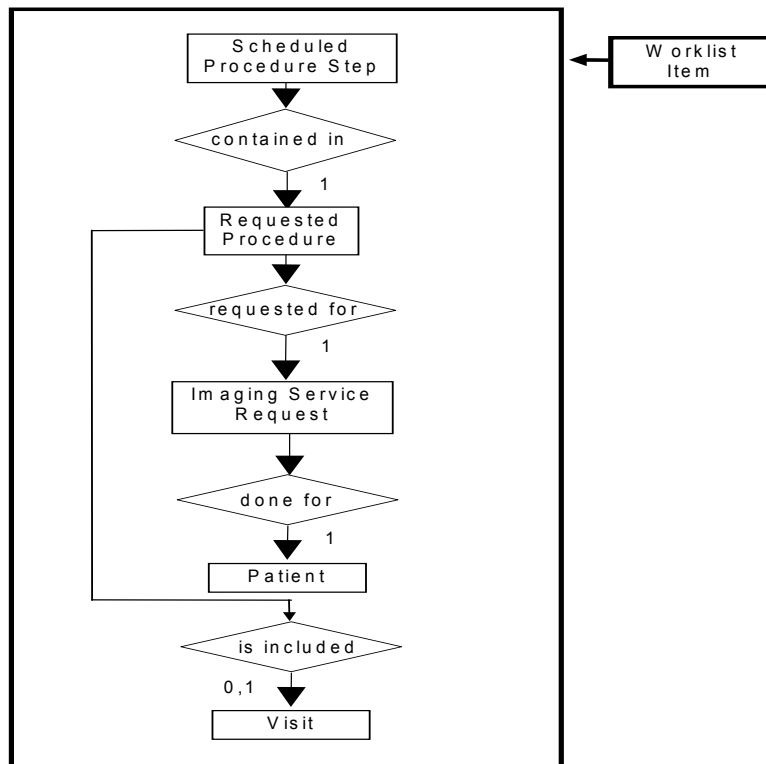 Scheduled
Procedure Step
Worklist
Item
contained in
1
Requested
Procedure
requested for
1
Imaging Service
Request
done for
1
Patient
is included
0,1
Visit